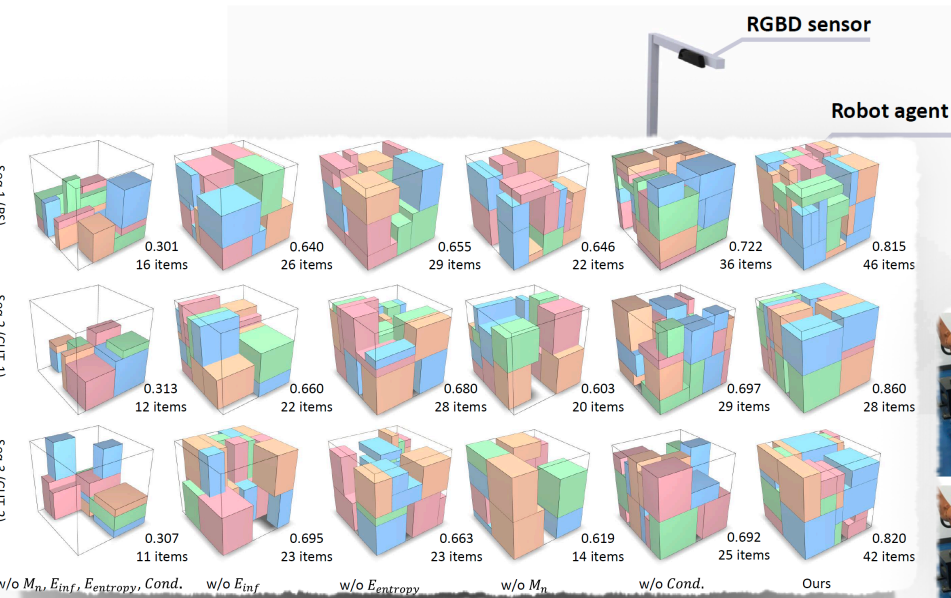 RGBD sensor
Robot agent
0.301
16 items
0.640
26 items
0.655
29 items
0.646
22 items
0.722
36 items
0.815
46 items
0.313
12 items
0.660
22 items
0.680
28 items
0.603
20 items
0.697
29 items
0.860
28 items
0.307
11 items
0.695
23 items
0.663
23 items
0.619
14 items
0.692
25 items
0.820
42 items
w/o Mₙ, E_inf, E_entropy, Cond.
w/o E_inf
w/o E_entropy
w/o Mₙ
w/o Cond.
Ours